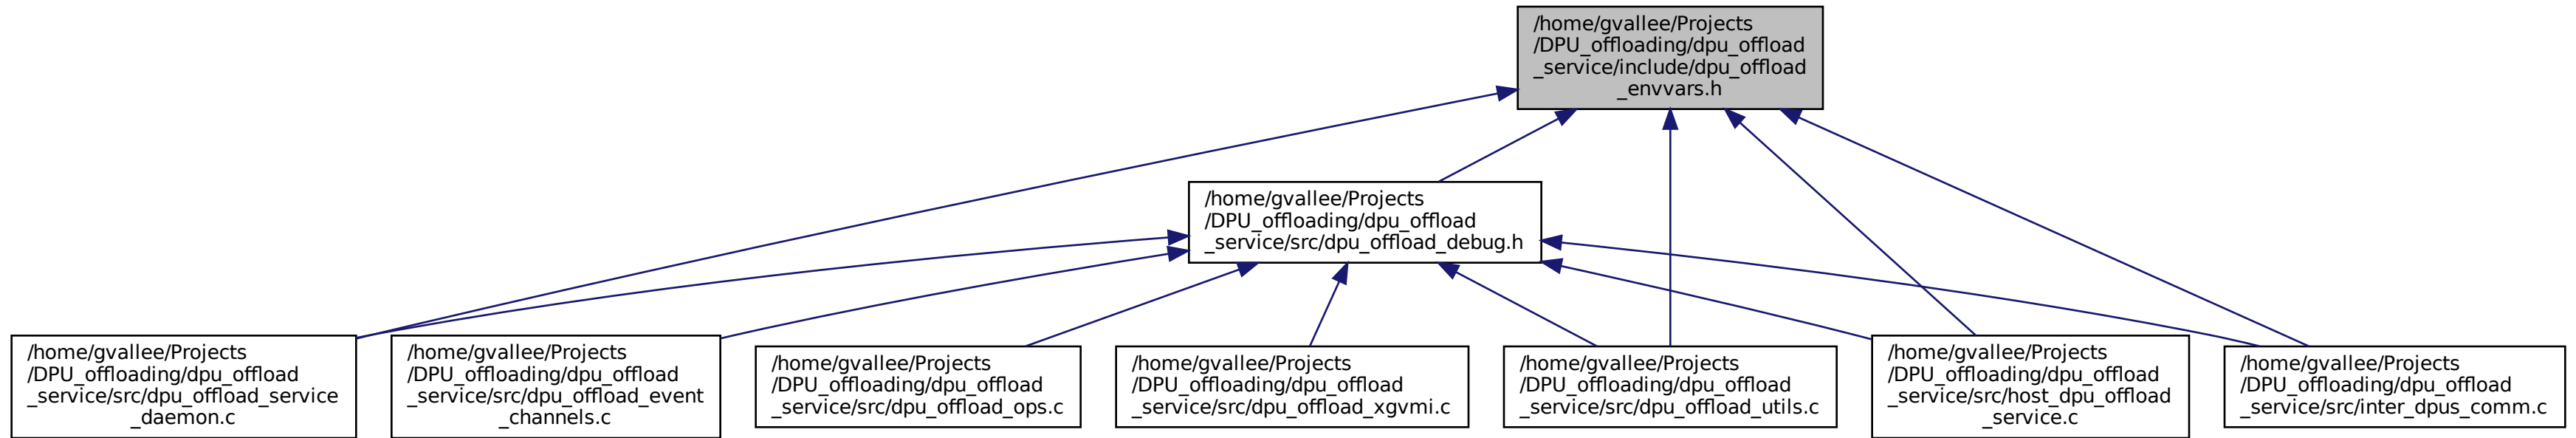 /home/gvallee/Projects
/DPU_offloading/dpu_offload
_service/include/dpu_offload
_envvars.h
/home/gvallee/Projects
/DPU_offloading/dpu_offload
_service/src/dpu_offload_debug.h
/home/gvallee/Projects
/DPU_offloading/dpu_offload
_service/src/dpu_offload_service
_daemon.c
/home/gvallee/Projects
/DPU_offloading/dpu_offload
_service/src/dpu_offload_event
_channels.c
/home/gvallee/Projects
/DPU_offloading/dpu_offload
_service/src/dpu_offload_ops.c
/home/gvallee/Projects
/DPU_offloading/dpu_offload
_service/src/dpu_offload_xgvmi.c
/home/gvallee/Projects
/DPU_offloading/dpu_offload
_service/src/dpu_offload_utils.c
/home/gvallee/Projects
/DPU_offloading/dpu_offload
_service/src/host_dpu_offload
_service.c
/home/gvallee/Projects
/DPU_offloading/dpu_offload
_service/src/inter_dpus_comm.c